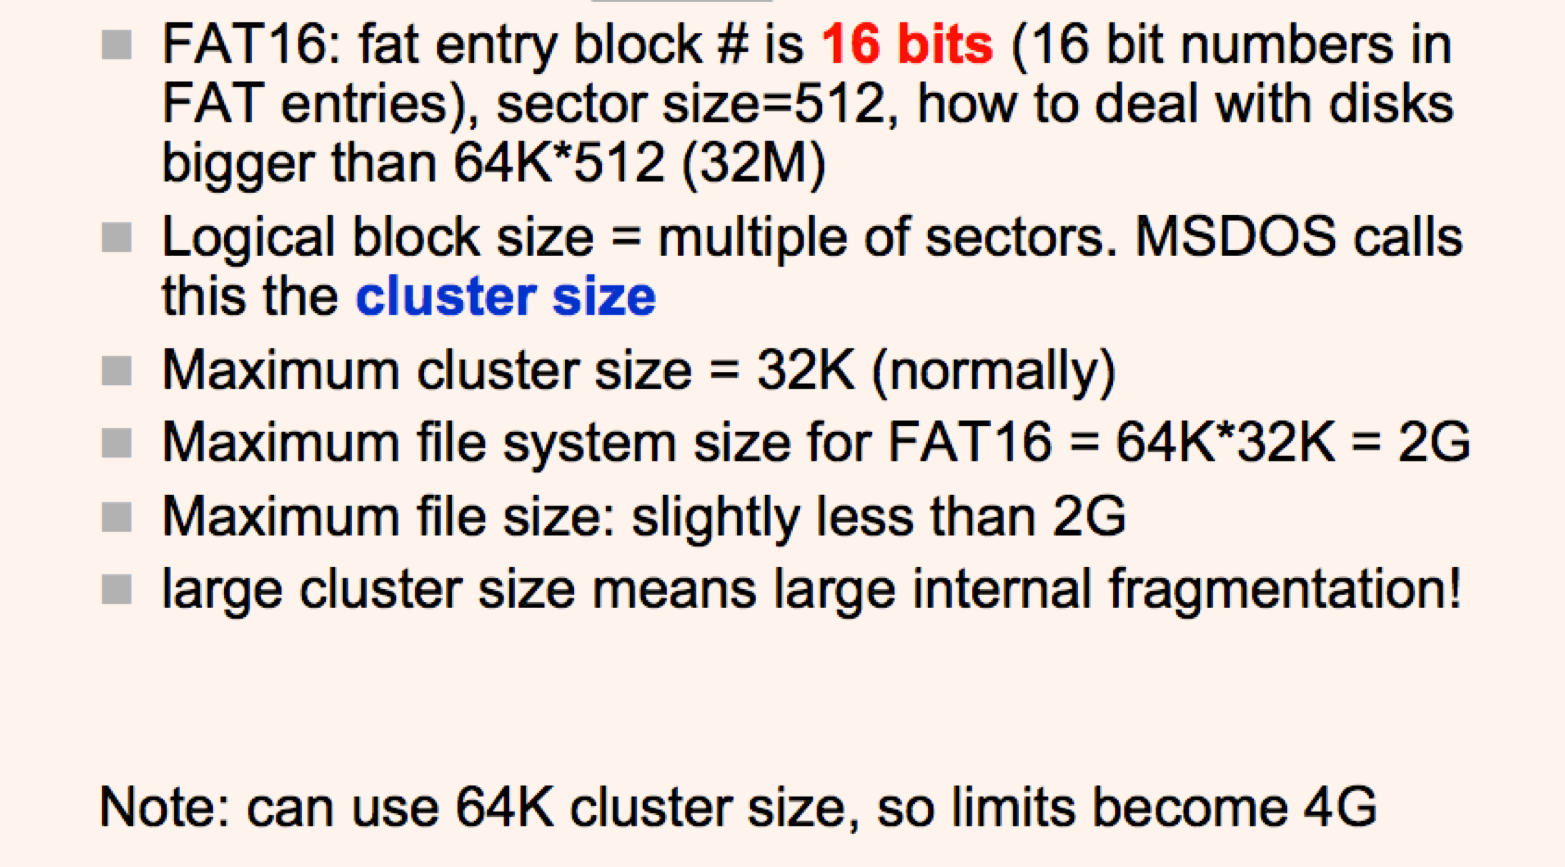 FAT16: fat entry block # is 16 bits (16 bit numbers in
FAT entries), sector size=512, how to deal with disks
bigger than 64K*512 (32M)
Logical block size = multiple of sectors. MSDOS calls
this the cluster size
Maximum cluster size = 32K (normally)
Maximum file system size for FAT16 = 64K*32K = 2G
Maximum file size: slightly less than 2G
large cluster size means large internal fragmentation!
Note: can use 64K cluster size, so limits become 4G